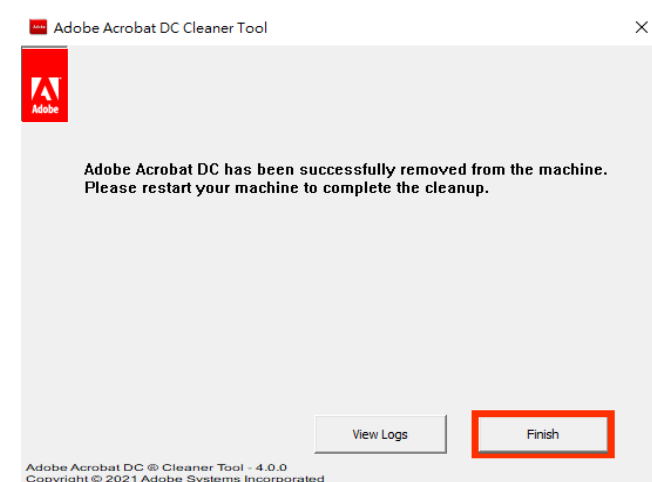 Adobe Acrobat DC Cleaner Tool
Adobe
Adobe Acrobat DC has been successfully removed from the machine.
Please restart your machine to complete the cleanup.
View Logs
Finish
Adobe Acrobat DC ® Cleaner Tool - 4.0.0
Copyright © 2021 Adobe Systems Incorporated